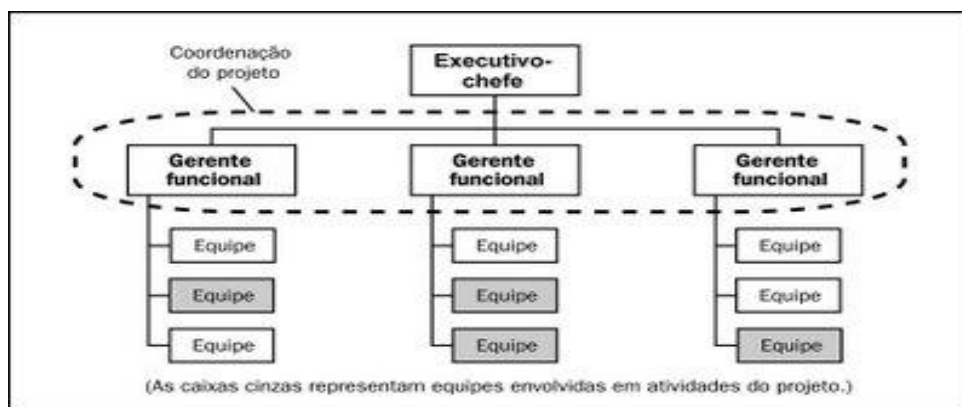 Coordenação
do projeto
Executivo-
chefe
Gerente
funcional
Gerente
funcional
Gerente
funcional
Equipe
Equipe
Equipe
Equipe
Equipe
Equipe
Equipe
Equipe
Equipe
(As caixas cinzas representam equipes envolvidas em atividades do projeto.)